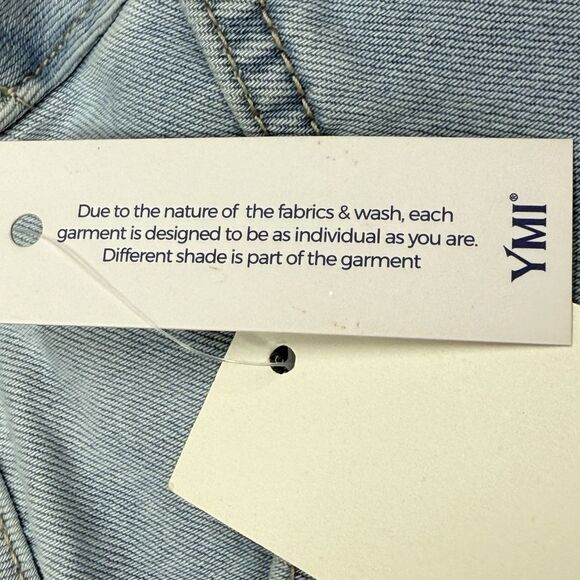 Due to the nature of the fabrics & wash, each
garment is designed to be as individual as you are.
Different shade is part of the garment
YMI®